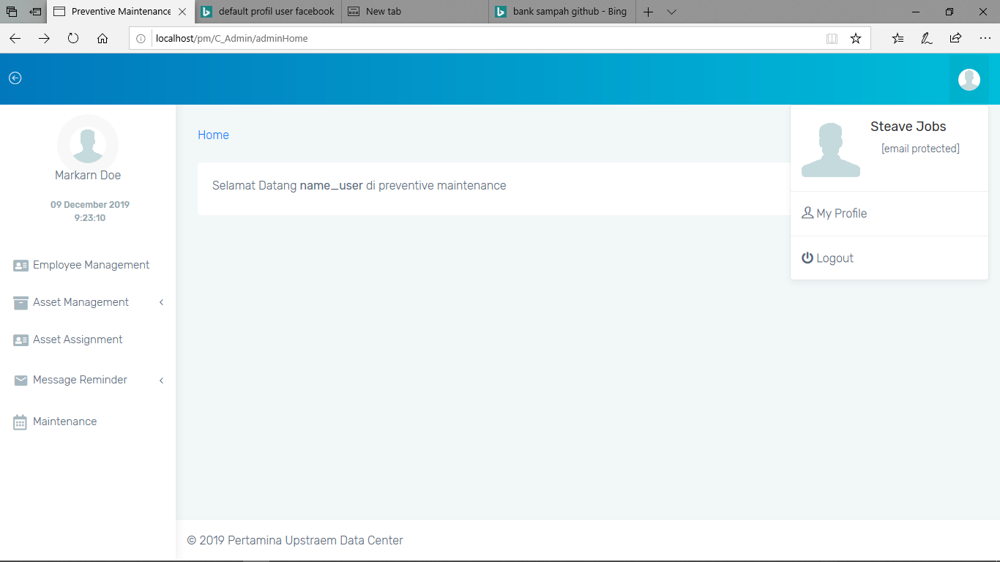 Preventive Maintenance
default profil user facebook
New tab
bank sampah github - Bing
localhost/pm/C_Admin/adminHome
Markarn Doe
09 December 2019
9:23:10
Employee Management
Asset Management
Asset Assignment
Message Reminder
Maintenance
Home
Selamat Datang name_user di preventive maintenance
Steave Jobs
[email protected]
My Profile
Logout
© 2019 Pertamina Upstraem Data Center